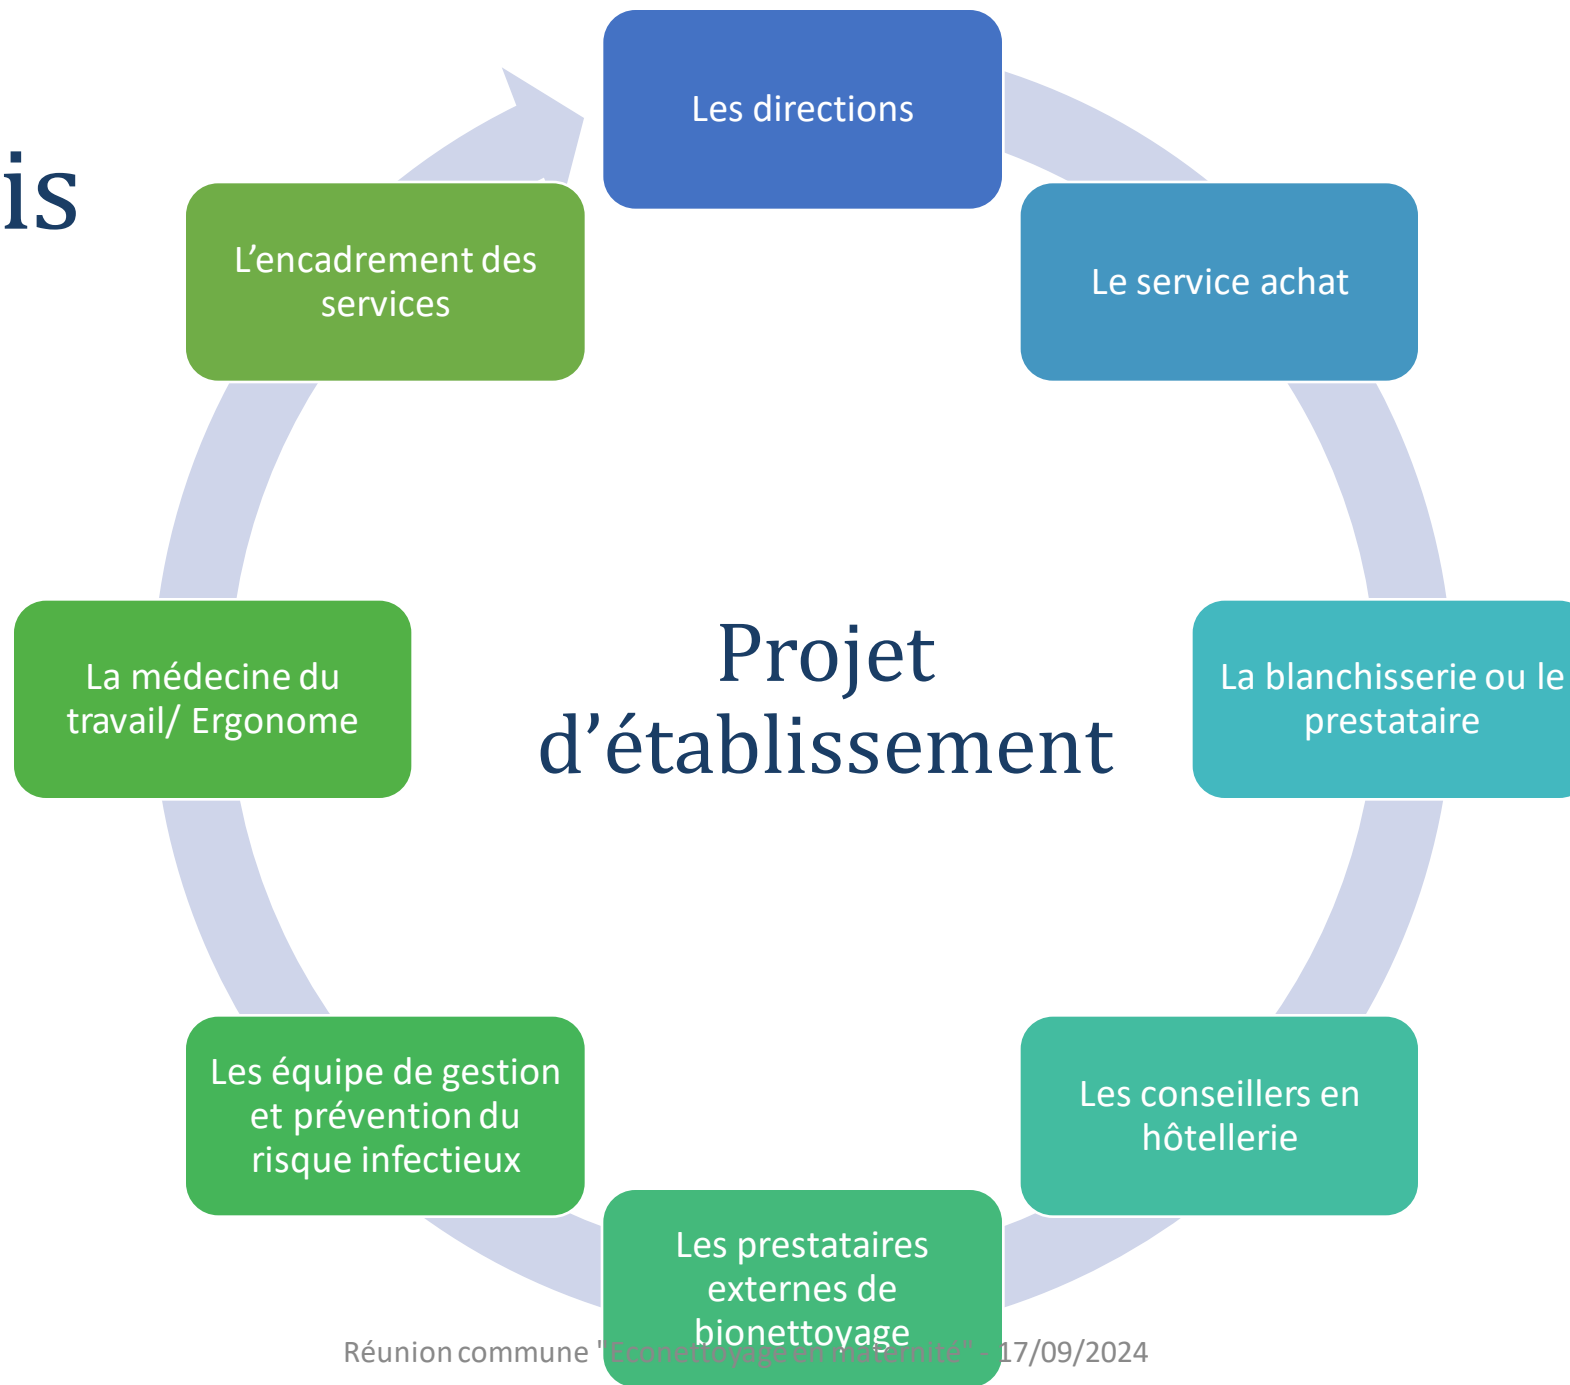 is
Les directions
Le service achat
La blanchisserie ou le
prestataire
Les conseillers en
hôtellerie
Les prestataires
externes de
bionettoyage
Les équipe de gestion
et prévention du
risque infectieux
La médecine du
travail/ Ergonome
L’encadrement des
services
Projet
d’établissement
Réunion commune "Econettoyage en maternité" - 17/09/2024